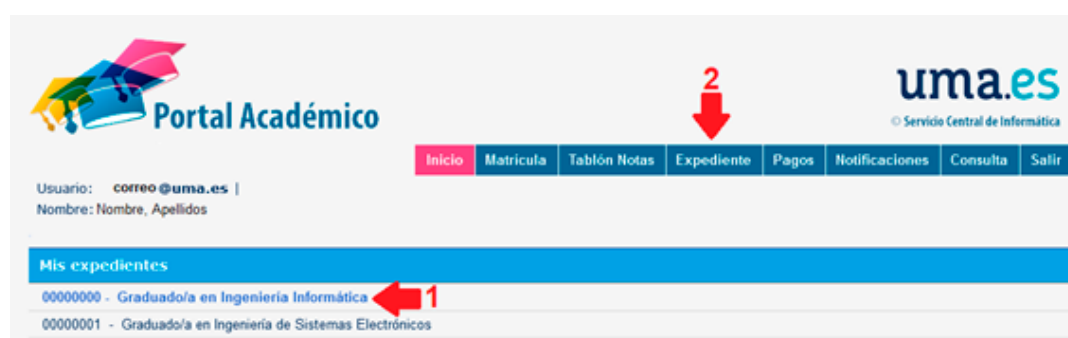 Portal Académico
uma.es
© Servicio Central de Informática
2
Inicio Matrícula Tablón Notas Expediente Pagos Notificaciones Consulta Salir
Usuario: correo @uma.es |
Nombre: Nombre, Apellidos
Mis expedientes
00000000 - Graduado/a en Ingeniería Informática 1
00000001 - Graduado/a en Ingeniería de Sistemas Electrónicos